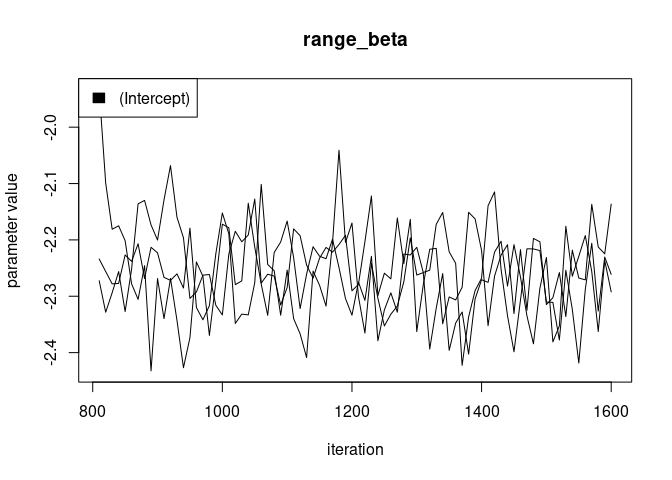 range_beta
(Intercept)
parameter value
-2.0
-2.1
-2.2
-2.3
-2.4
800 1000 1200 1400 1600
iteration